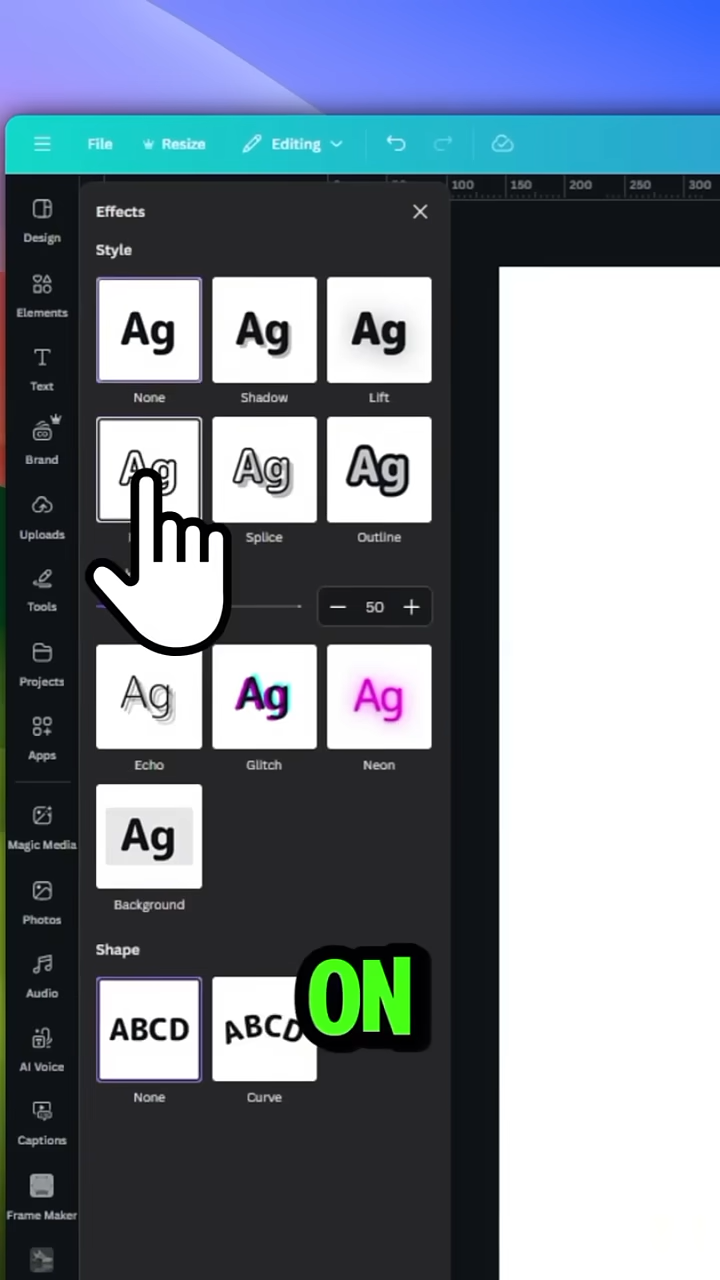 File Resize Editing
100 150 200 250 300
Effects
Style
Design
Elements
Text
Brand
CO
Uploads
Tools
Projects
Apps
Magic Media
Photos
Audio
AI Voice
Captions
Frame Maker
Ag Ag Ag
None Shadow Lift
Ag Ag Ag
Splice Outline
50
Ag Ag Ag
Echo Glitch Neon
Ag
Background
Shape
ABCD ABCD
ON
None Curve